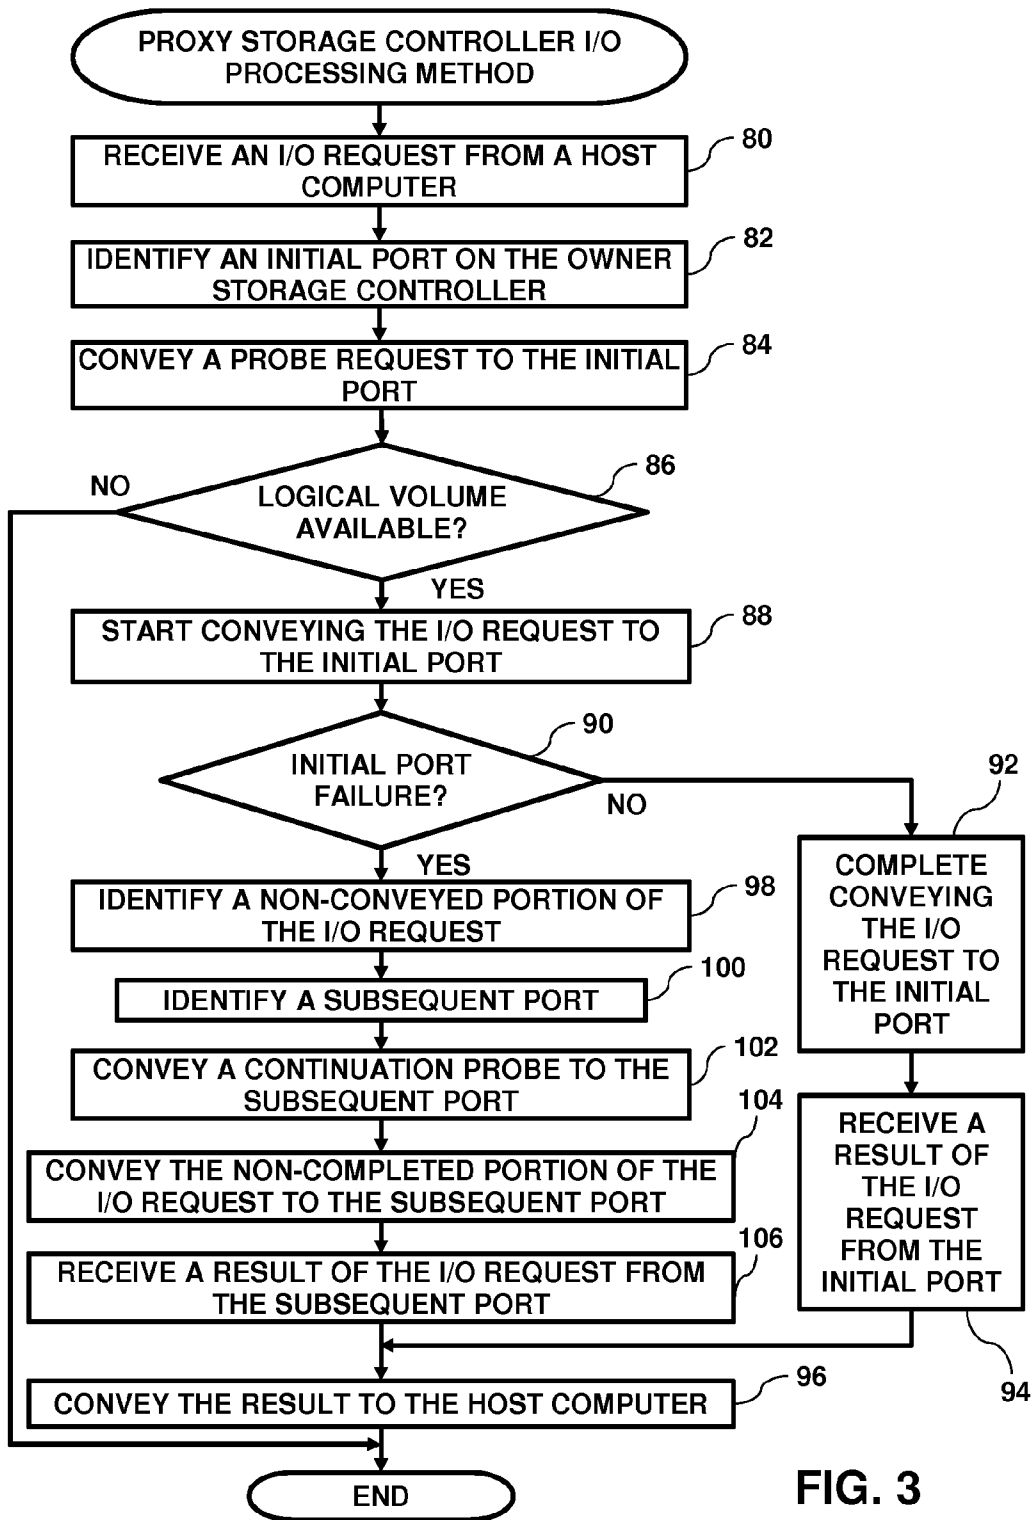 PROXY STORAGE CONTROLLER I/O
PROCESSING METHOD
RECEIVE AN I/O REQUEST FROM A HOST
COMPUTER
80
IDENTIFY AN INITIAL PORT ON THE OWNER
STORAGE CONTROLLER
82
CONVEY A PROBE REQUEST TO THE INITIAL
PORT
84
LOGICAL VOLUME
AVAILABLE?
86
NO
YES
START CONVEYING THE I/O REQUEST TO
THE INITIAL PORT
88
INITIAL PORT
FAILURE?
90
NO
YES
92
COMPLETE
CONVEYING
THE I/O
REQUEST TO
THE INITIAL
PORT
IDENTIFY A NON-CONVEYED PORTION OF
THE I/O REQUEST
98
IDENTIFY A SUBSEQUENT PORT
100
CONVEY A CONTINUATION PROBE TO THE
SUBSEQUENT PORT
102
CONVEY THE NON-COMPLETED PORTION OF THE
I/O REQUEST TO THE SUBSEQUENT PORT
104
RECEIVE A RESULT OF THE I/O REQUEST FROM
THE SUBSEQUENT PORT
106
RECEIVE A
RESULT OF
THE I/O
REQUEST
FROM THE
INITIAL PORT
94
CONVEY THE RESULT TO THE HOST COMPUTER
96
END
FIG. 3